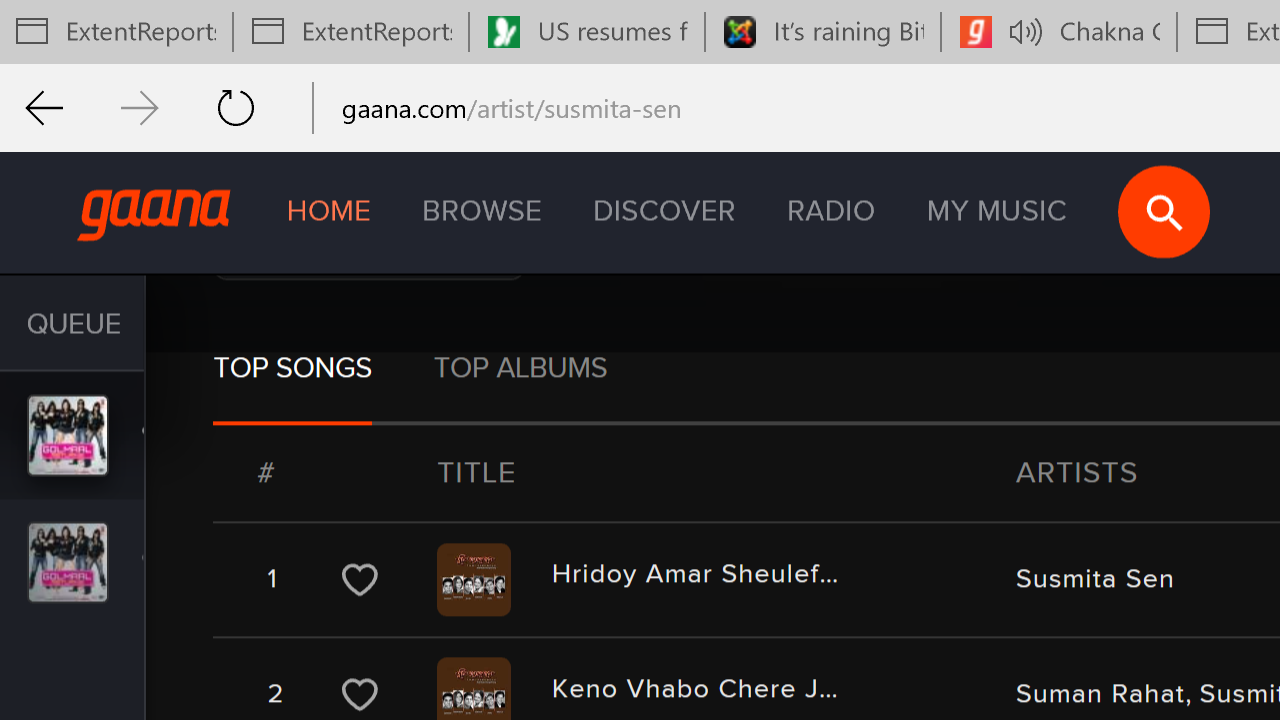 ExtentReports ExtentReports US resumes f It's raining Bit Chakna Ext
gaana.com/artist/susmita-sen
gaana HOME BROWSE DISCOVER RADIO MY MUSIC
QUEUE
TOP SONGS TOP ALBUMS
GOLMAAL
# TITLE ARTISTS
1 Hridoy Amar Sheulef... Susmita Sen
GOLMAAL
2 Keno Vhabo Chere J... Suman Rahat, Susmit